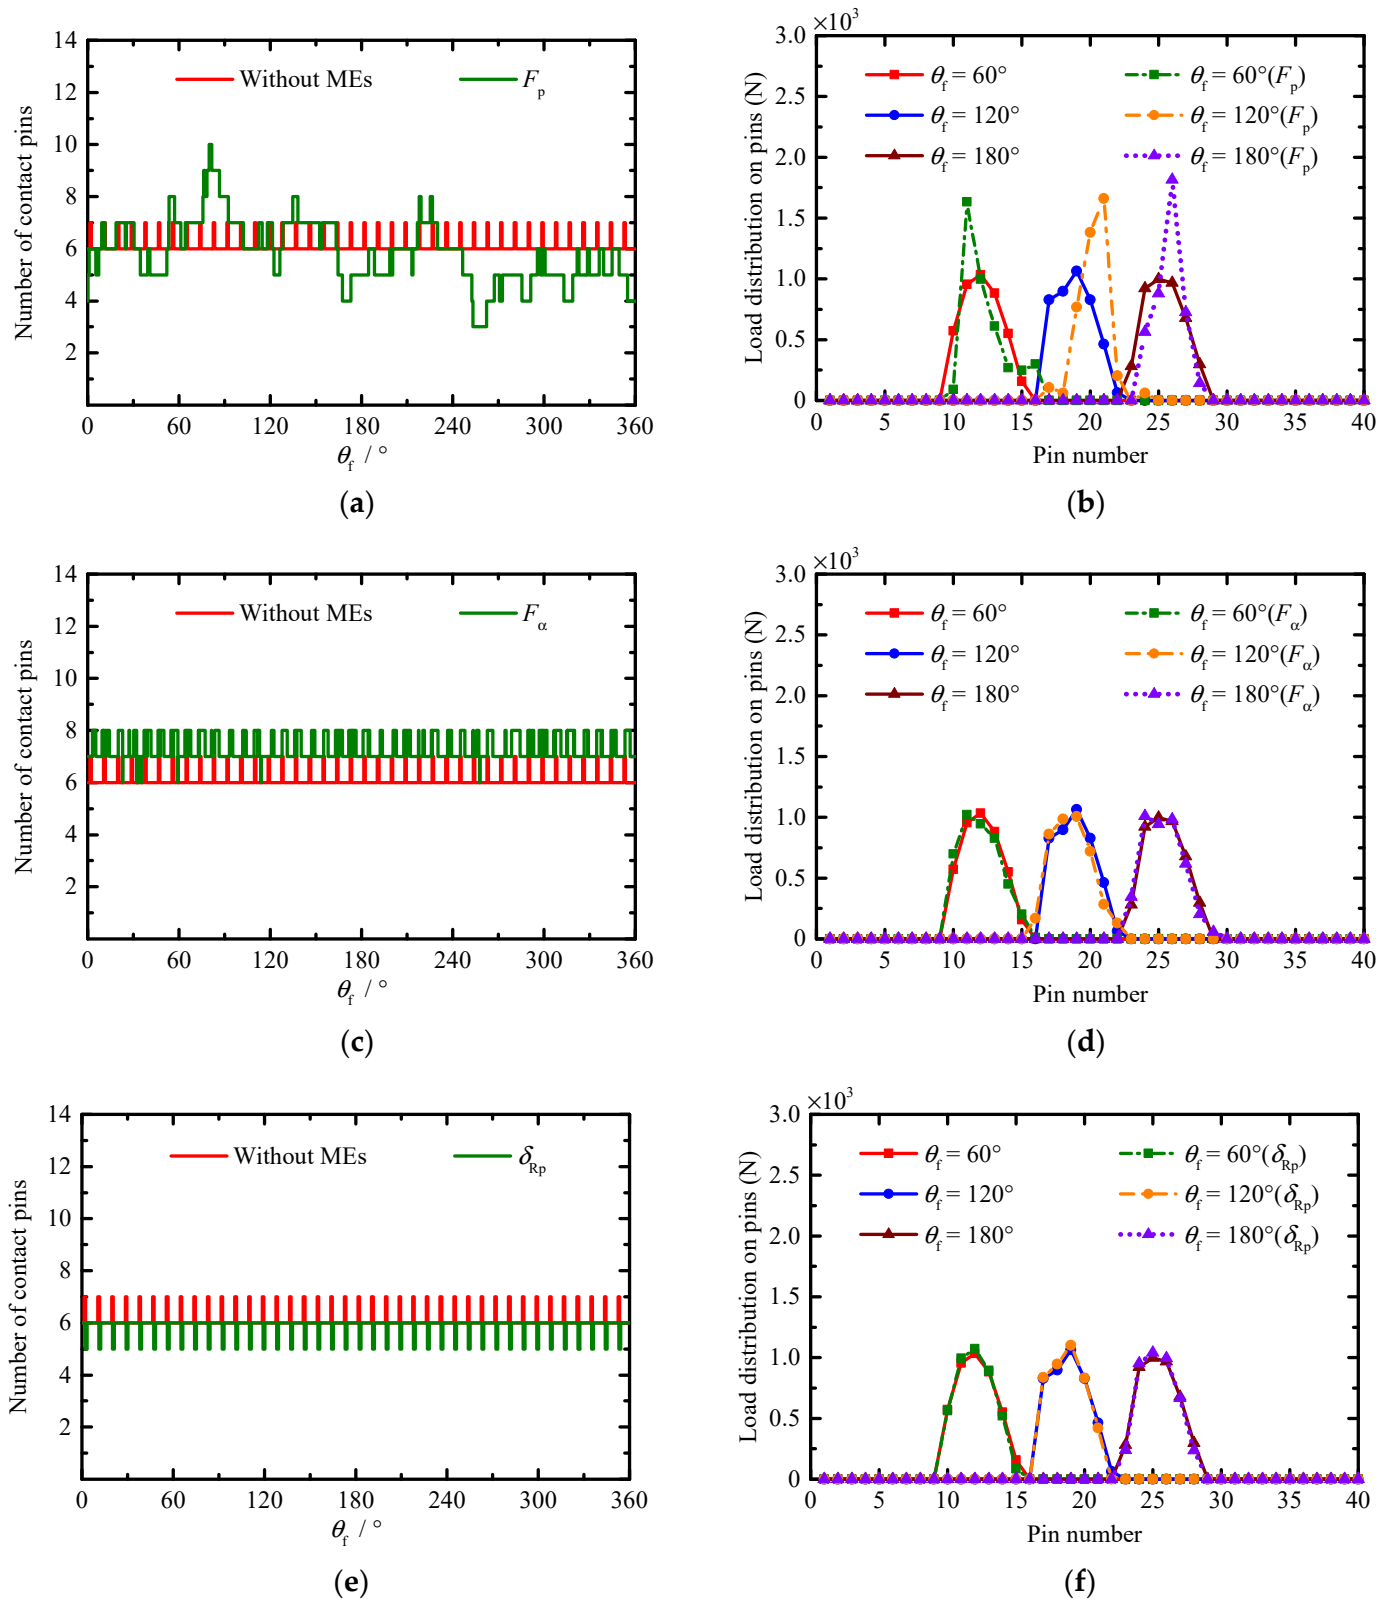 14
12
10
8
6
4
2
0 60 120 180 240 300 360
Number of contact pins
Without MEs
Fp
θf / °
(a)
×10³
3.0
2.5
2.0
1.5
1.0
0.5
0
0 5 10 15 20 25 30 35 40
Load distribution on pins (N)
θf = 60° θf = 60°(Fp)
θf = 120° θf = 120°(Fp)
θf = 180° θf = 180°(Fp)
Pin number
(b)
14
12
10
8
6
4
2
0 60 120 180 240 300 360
Number of contact pins
Without MEs
Fα
θf / °
(c)
×10³
3.0
2.5
2.0
1.5
1.0
0.5
0
0 5 10 15 20 25 30 35 40
Load distribution on pins (N)
θf = 60° θf = 60°(Fα)
θf = 120° θf = 120°(Fα)
θf = 180° θf = 180°(Fα)
Pin number
(d)
14
12
10
8
6
4
2
0 60 120 180 240 300 360
Number of contact pins
Without MEs
δRp
θf / °
(e)
×10³
3.0
2.5
2.0
1.5
1.0
0.5
0
0 5 10 15 20 25 30 35 40
Load distribution on pins (N)
θf = 60° θf = 60°(δRp)
θf = 120° θf = 120°(δRp)
θf = 180° θf = 180°(δRp)
Pin number
(f)